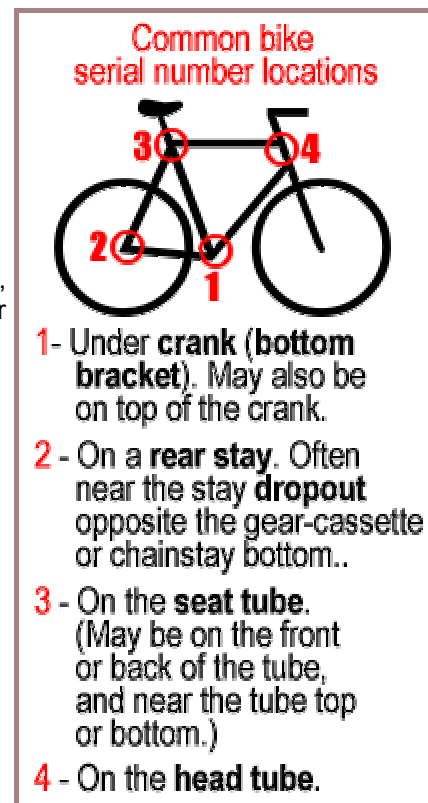 Common bike
serial number locations
3
4
2
1
,
r
1- Under crank (bottom
bracket). May also be
on top of the crank.
2 - On a rear stay. Often
near the stay dropout
opposite the gear-cassette
or chainstay bottom..
3 - On the seat tube.
(May be on the front
or back of the tube,
and near the tube top
or bottom.)
4 - On the head tube.